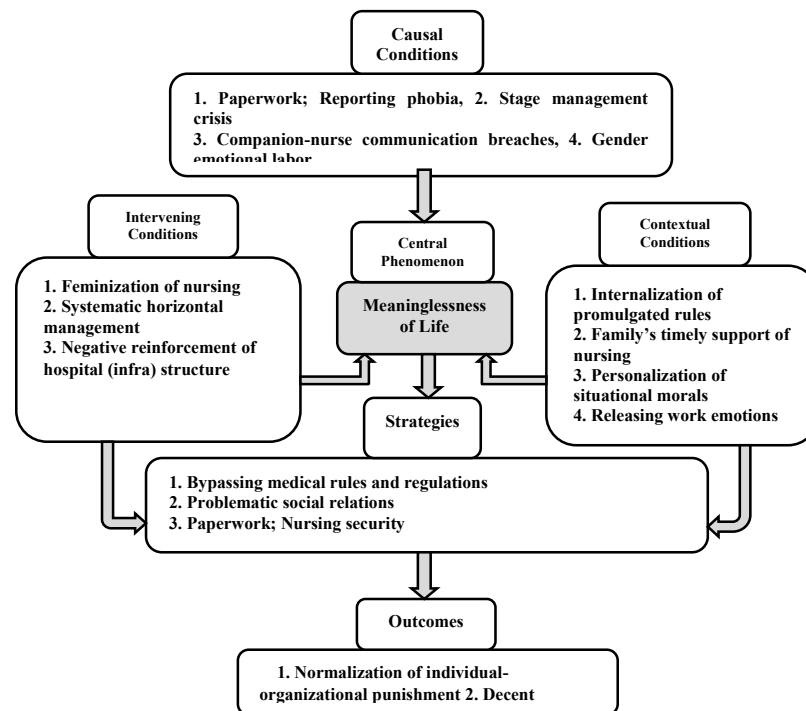 Causal
Conditions
1. Paperwork; Reporting phobia, 2. Stage management
crisis
3. Companion-nurse communication breaches, 4. Gender
emotional labor
Intervening
Conditions
Central
Phenomenon
Contextual
Conditions
1. Feminization of nursing
2. Systematic horizontal
management
3. Negative reinforcement of
hospital (infra) structure
Meaninglessness
of Life
1. Internalization of
promulgated rules
2. Family's timely support of
nursing
3. Personalization of
situational morals
4. Releasing work emotions
Strategies
1. Bypassing medical rules and regulations
2. Problematic social relations
3. Paperwork; Nursing security
Outcomes
1. Normalization of individual-
organizational punishment 2. Decent